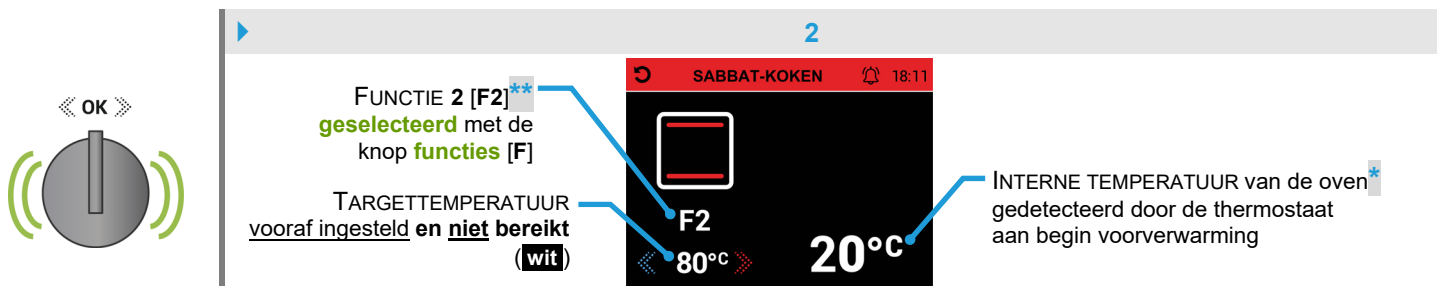 2
OK
FUNCTIE 2 [F2]**
geselecteerd met de
knop functies [F]
TARGETTEMPERATUUR
vooraf ingesteld en niet bereikt
(wit)
SABBAT-KOKEN 18:11
F2
80°C
20°C
INTERNE TEMPERATUUR van de oven*
gedetecteerd door de thermostaat
aan begin voorverwarming